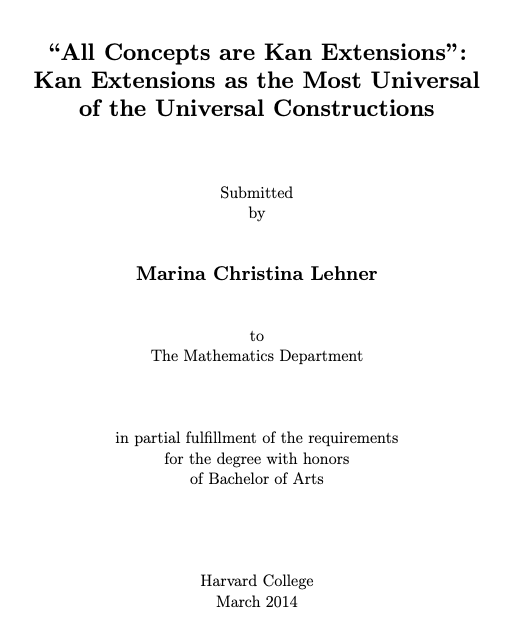 “All Concepts are Kan Extensions”:
Kan Extensions as the Most Universal
of the Universal Constructions
Submitted
by
Marina Christina Lehner
to
The Mathematics Department
in partial fulfillment of the requirements
for the degree with honors
of Bachelor of Arts
Harvard College
March 2014